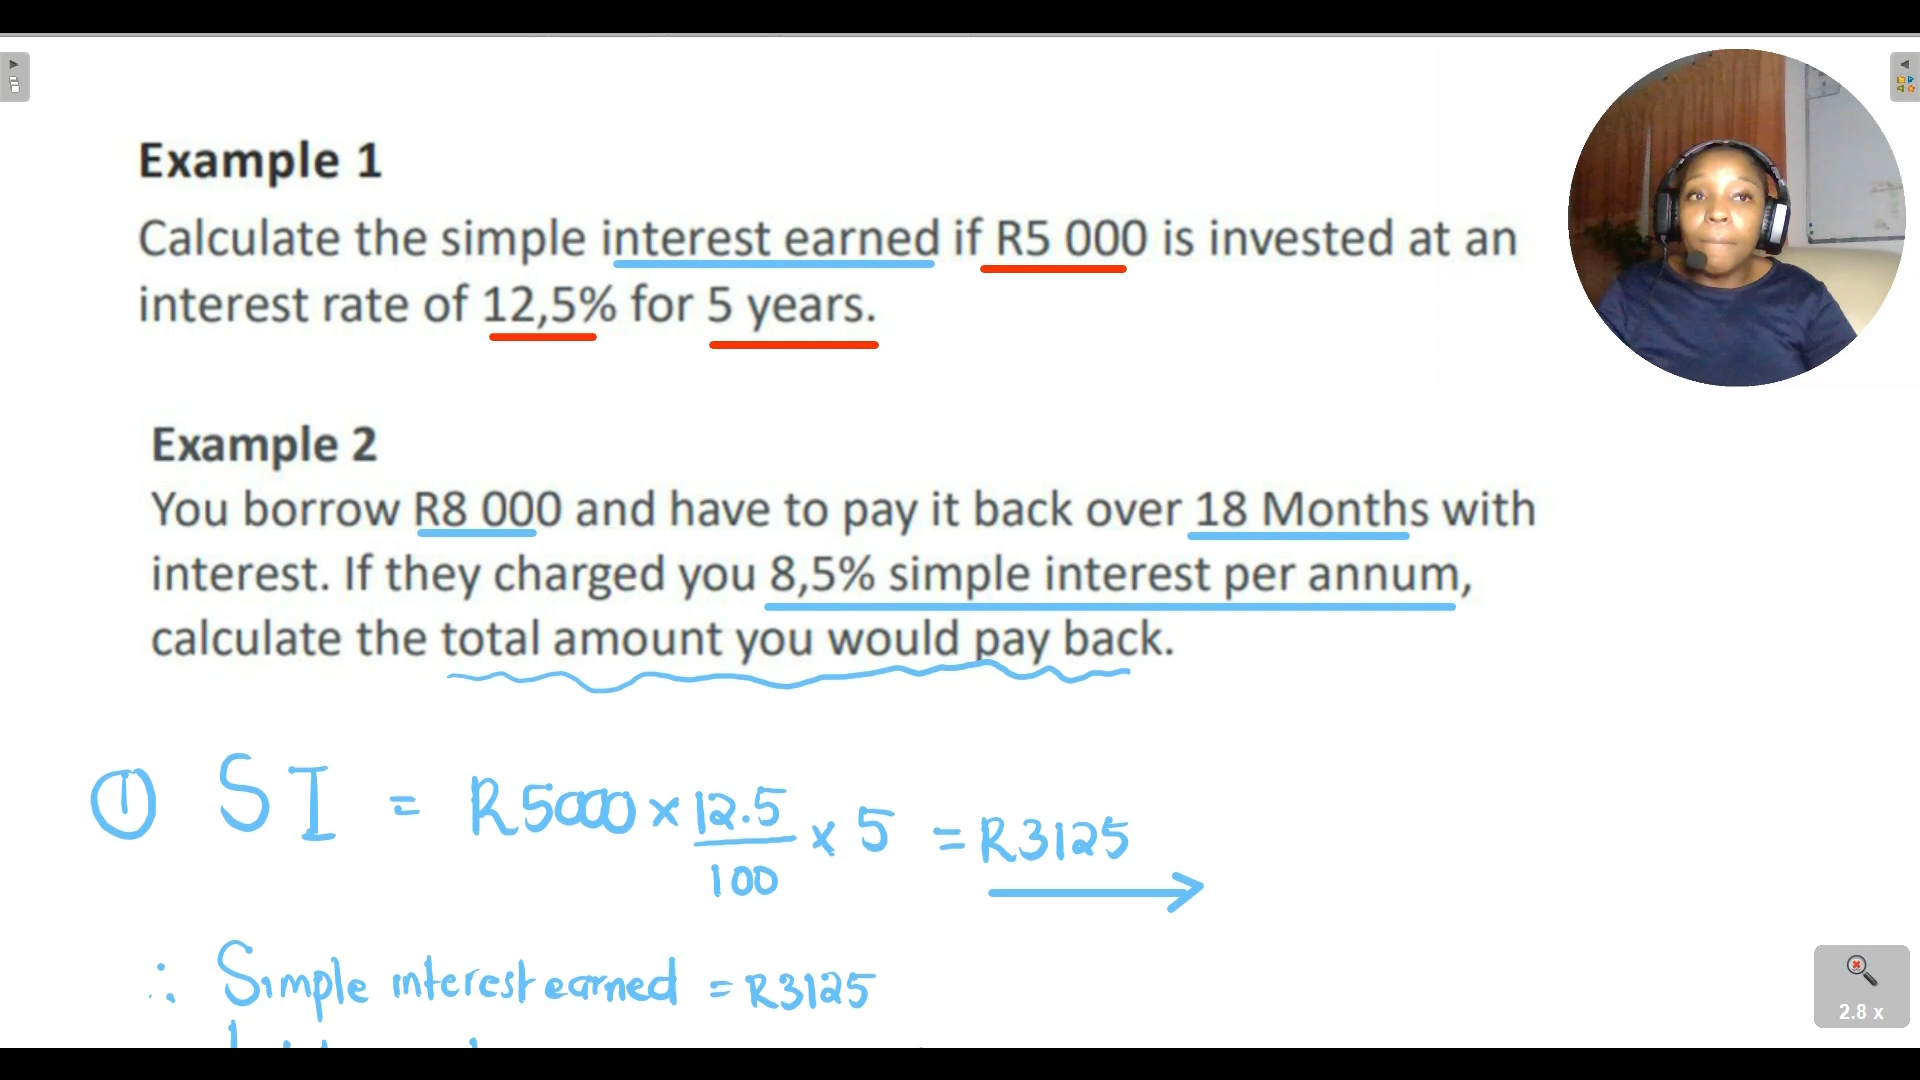 Example 1
Calculate the simple interest earned if R5 000 is invested at an
interest rate of 12,5% for 5 years.
Example 2
You borrow R8 000 and have to pay it back over 18 Months with
interest. If they charged you 8,5% simple interest per annum,
calculate the total amount you would pay back.
① SI = R5000 × 12.5/100 × 5 = R3125
∴ Simple interest earned = R3125
2.8 x